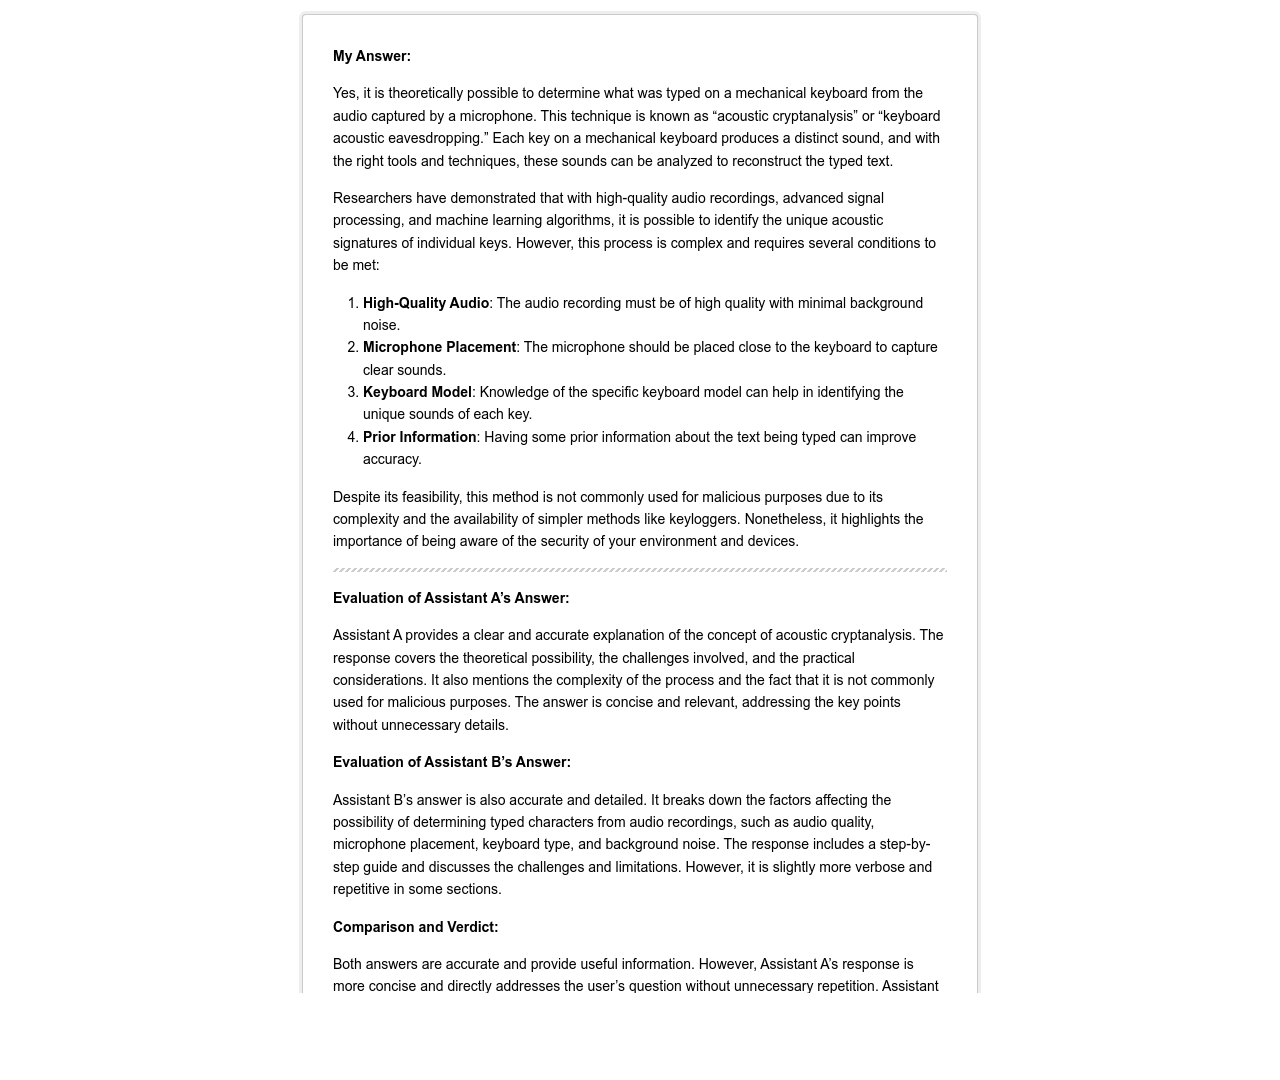 My Answer:
Yes, it is theoretically possible to determine what was typed on a mechanical keyboard from the
audio captured by a microphone. This technique is known as “acoustic cryptanalysis” or “keyboard
acoustic eavesdropping.” Each key on a mechanical keyboard produces a distinct sound, and with
the right tools and techniques, these sounds can be analyzed to reconstruct the typed text.
Researchers have demonstrated that with high-quality audio recordings, advanced signal
processing, and machine learning algorithms, it is possible to identify the unique acoustic
signatures of individual keys. However, this process is complex and requires several conditions to
be met:
1. High-Quality Audio: The audio recording must be of high quality with minimal background
noise.
2. Microphone Placement: The microphone should be placed close to the keyboard to capture
clear sounds.
3. Keyboard Model: Knowledge of the specific keyboard model can help in identifying the
unique sounds of each key.
4. Prior Information: Having some prior information about the text being typed can improve
accuracy.
Despite its feasibility, this method is not commonly used for malicious purposes due to its
complexity and the availability of simpler methods like keyloggers. Nonetheless, it highlights the
importance of being aware of the security of your environment and devices.
Evaluation of Assistant A’s Answer:
Assistant A provides a clear and accurate explanation of the concept of acoustic cryptanalysis. The
response covers the theoretical possibility, the challenges involved, and the practical
considerations. It also mentions the complexity of the process and the fact that it is not commonly
used for malicious purposes. The answer is concise and relevant, addressing the key points
without unnecessary details.
Evaluation of Assistant B’s Answer:
Assistant B’s answer is also accurate and detailed. It breaks down the factors affecting the
possibility of determining typed characters from audio recordings, such as audio quality,
microphone placement, keyboard type, and background noise. The response includes a step-by-
step guide and discusses the challenges and limitations. However, it is slightly more verbose and
repetitive in some sections.
Comparison and Verdict:
Both answers are accurate and provide useful information. However, Assistant A’s response is
more concise and directly addresses the user’s question without unnecessary repetition. Assistant